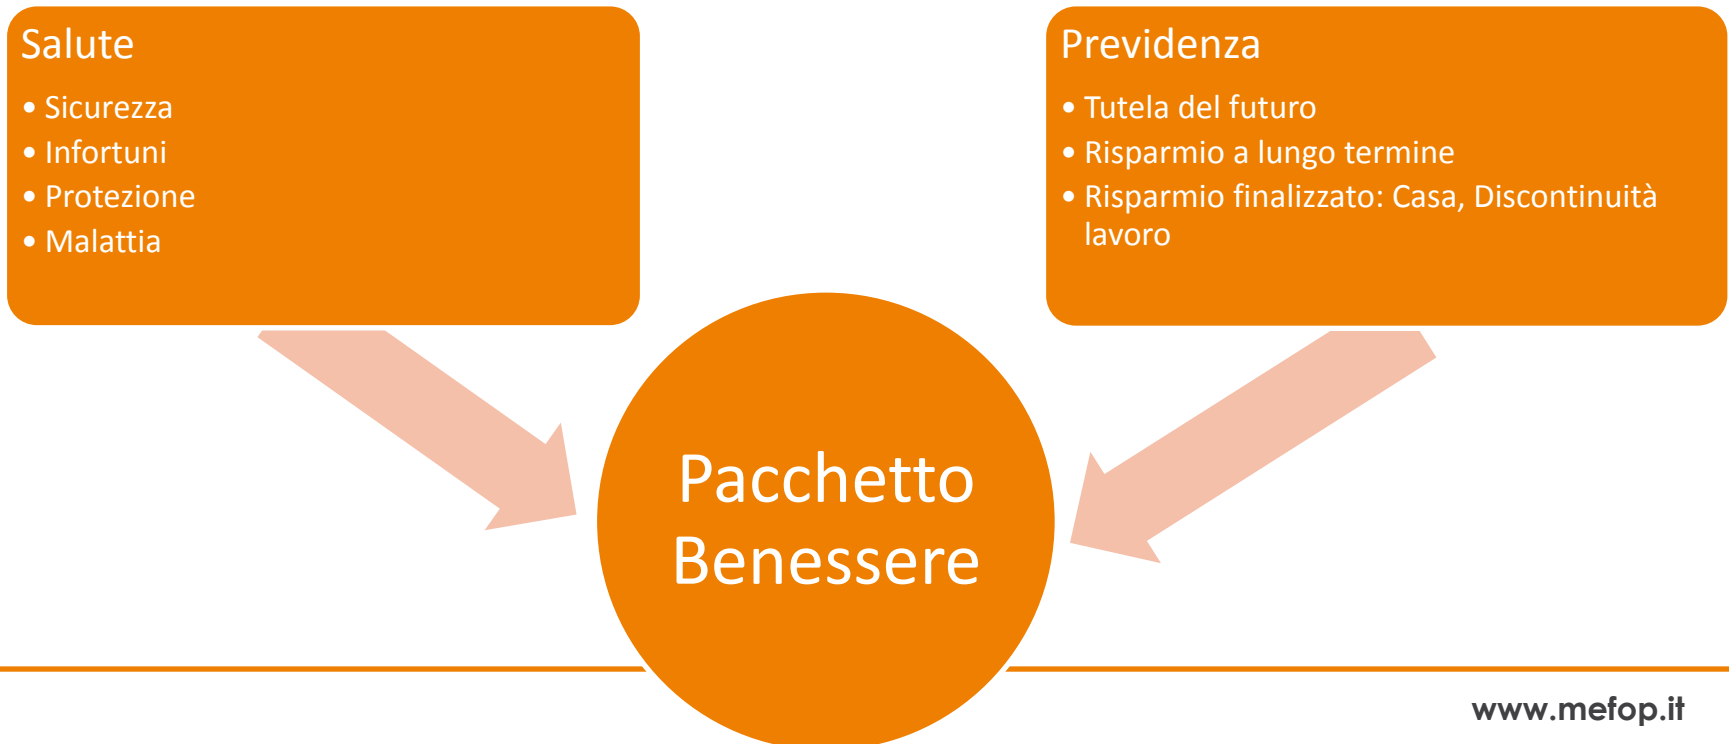 Salute
• Sicurezza
• Infortuni
• Protezione
• Malattia
Previdenza
• Tutela del futuro
• Risparmio a lungo termine
• Risparmio finalizzato: Casa, Discontinuità
lavoro
Pacchetto
Benessere
www.mefop.it